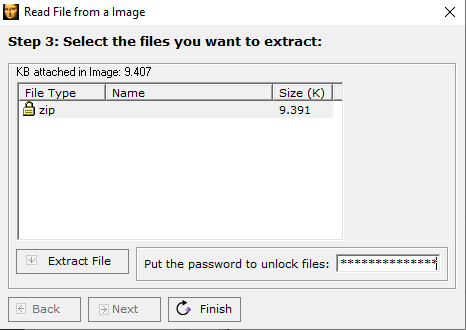 Read File from a Image
Step 3: Select the files you want to extract:
KB attached in Image: 9.407
File Type Name Size (K)
zip 9.391
Extract File Put the password to unlock files: **************
Back Next Finish